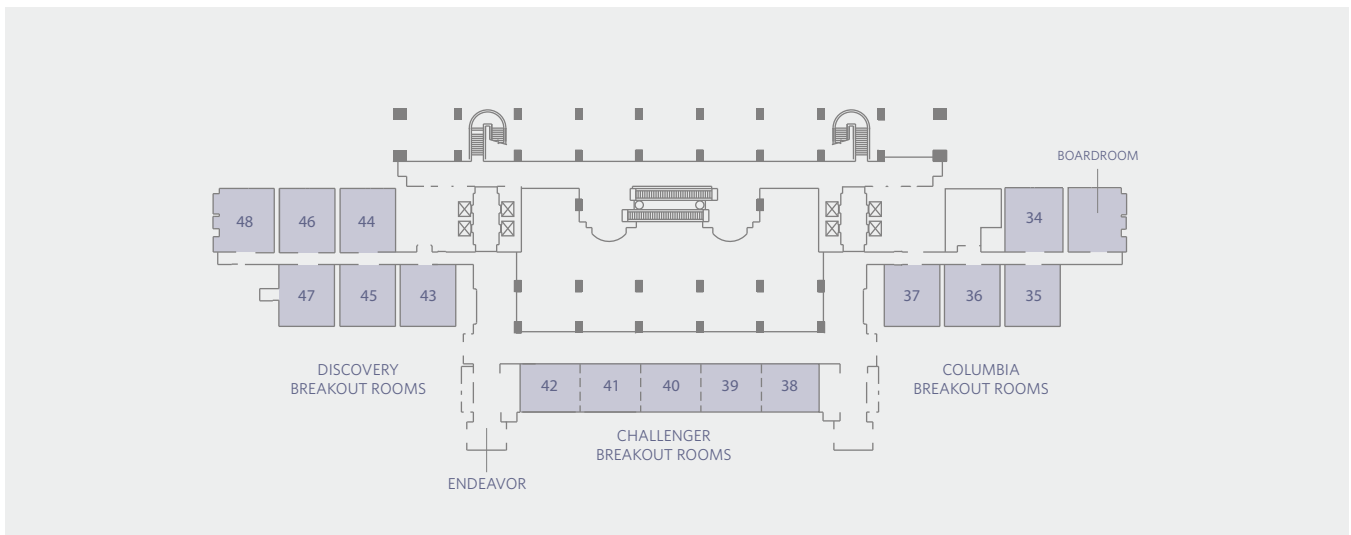 BOARDROOM
48
46
44
34
47
45
43
37
36
35
DISCOVERY
BREAKOUT ROOMS
COLUMBIA
BREAKOUT ROOMS
42
41
40
39
38
CHALLENGER
BREAKOUT ROOMS
ENDEAVOR